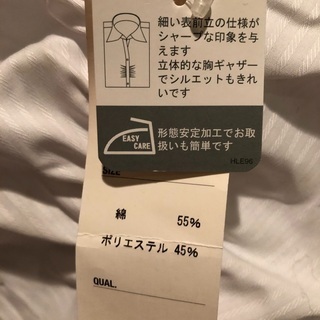 細い表前立の仕様が
シャープな印象を与
えます
立体的な胸ギャザー
でシルエットもきれ
いです
EASY
CARE
形態安定加工でお取
扱いも簡単です
HLE96
SIZE
綿 55%
ポリエステル 45%
QUAL.